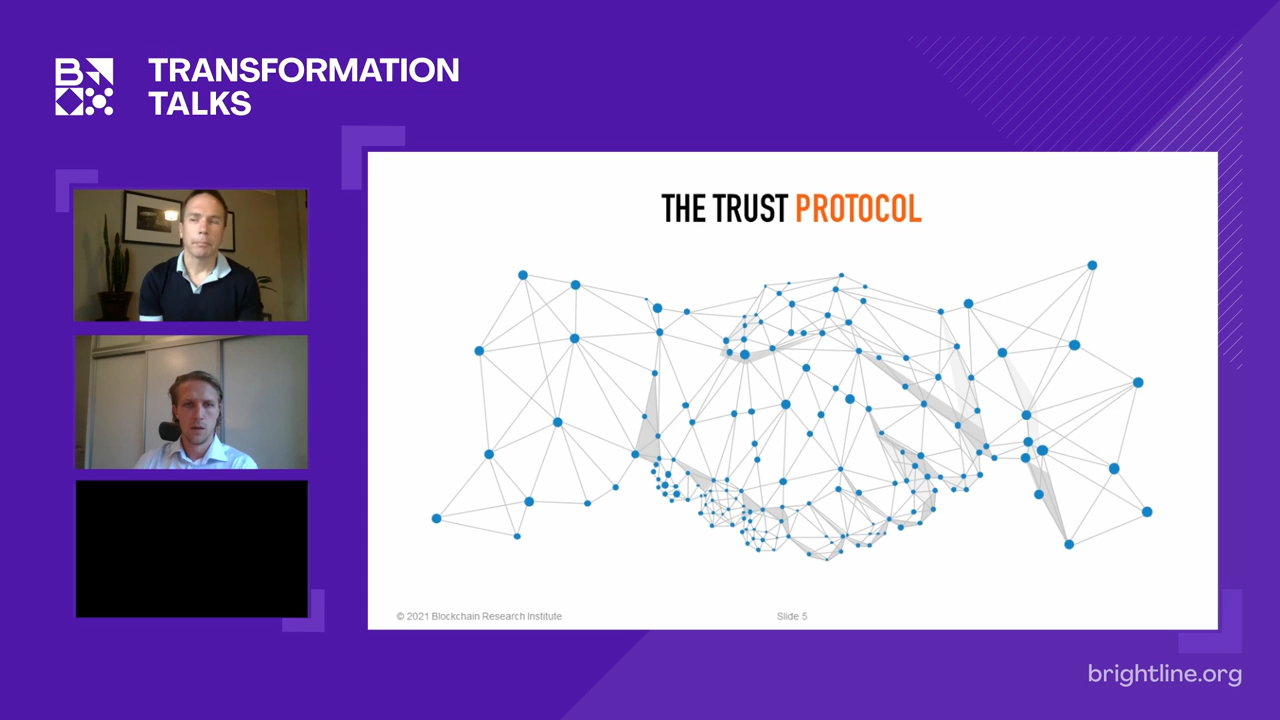 TRANSFORMATION
TALKS
THE TRUST PROTOCOL
© 2021 Blockchain Research Institute
Slide 5
brightline.org